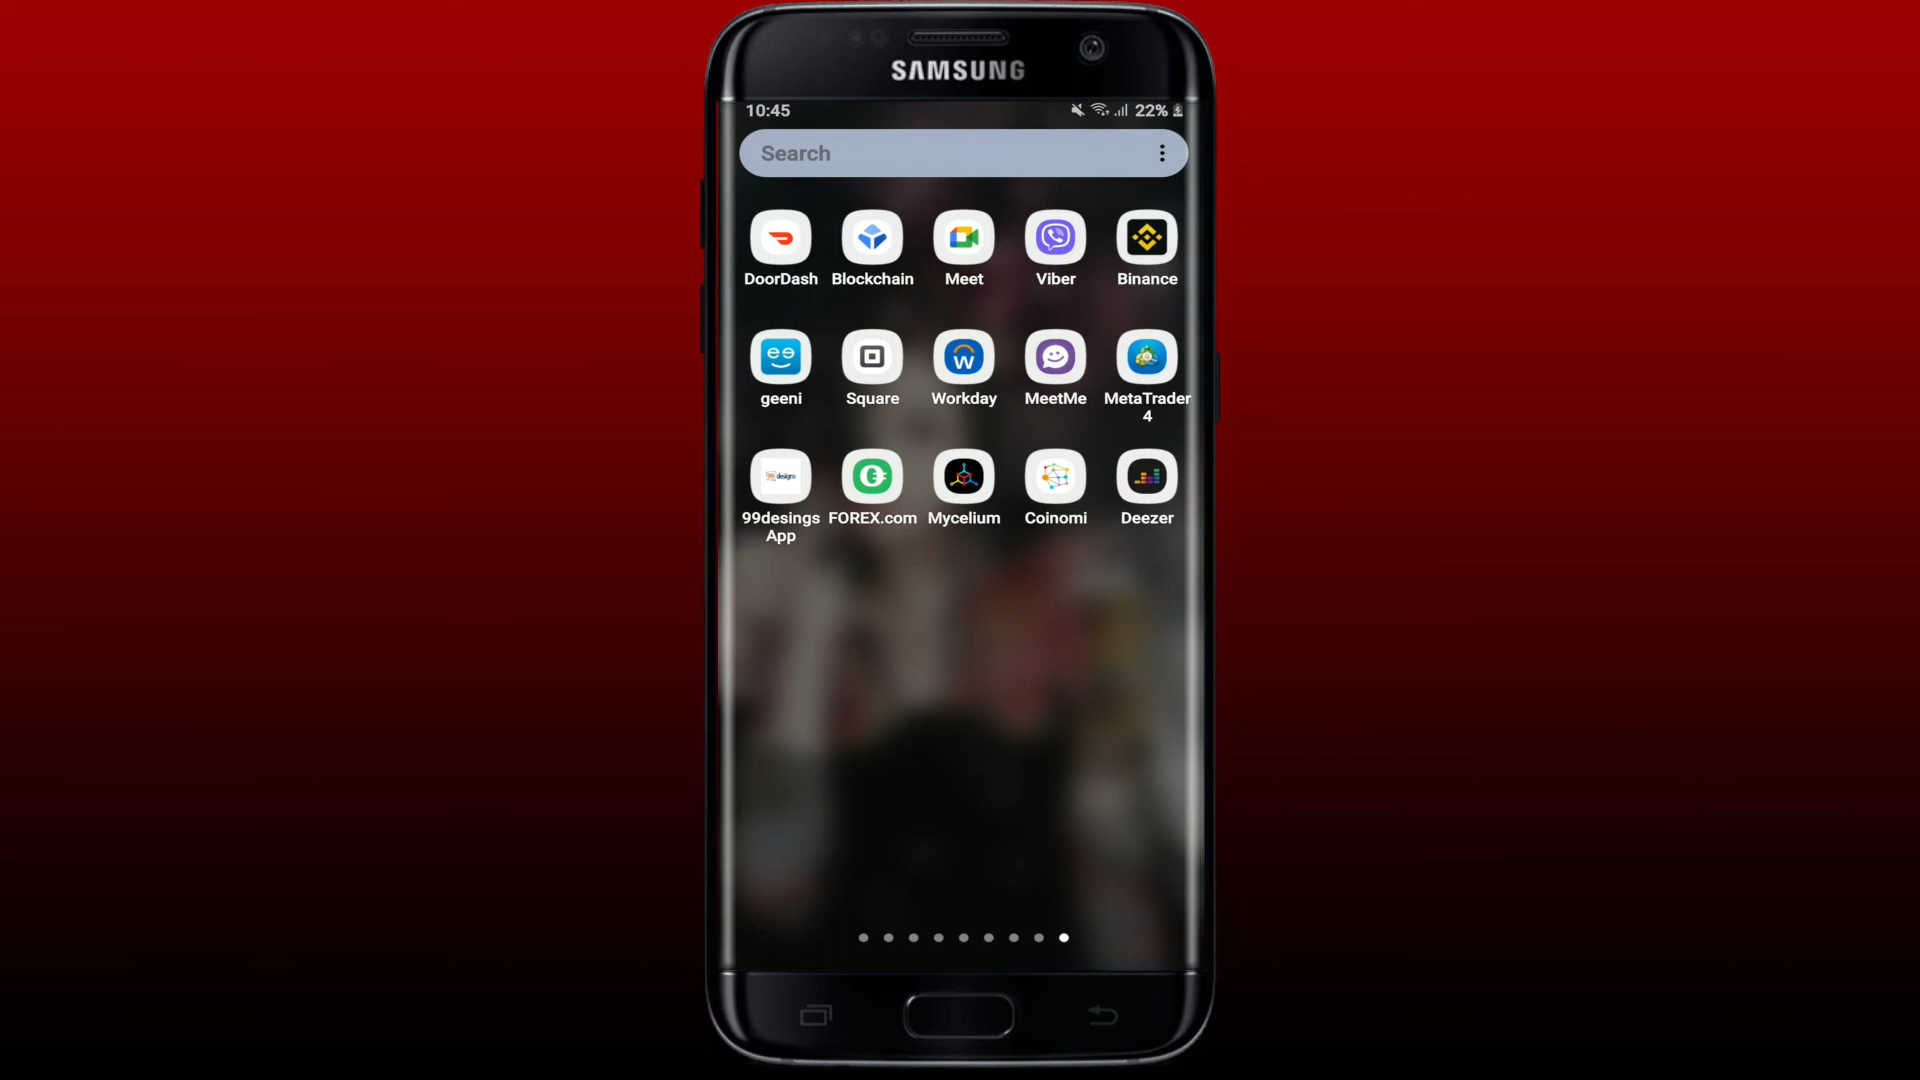 SAMSUNG
10:45 22%
Search
DoorDash Blockchain Meet Viber Binance
geeni Square Workday MeetMe MetaTrader
4
99desings FOREX.com Mycelium Coinomi Deezer
App